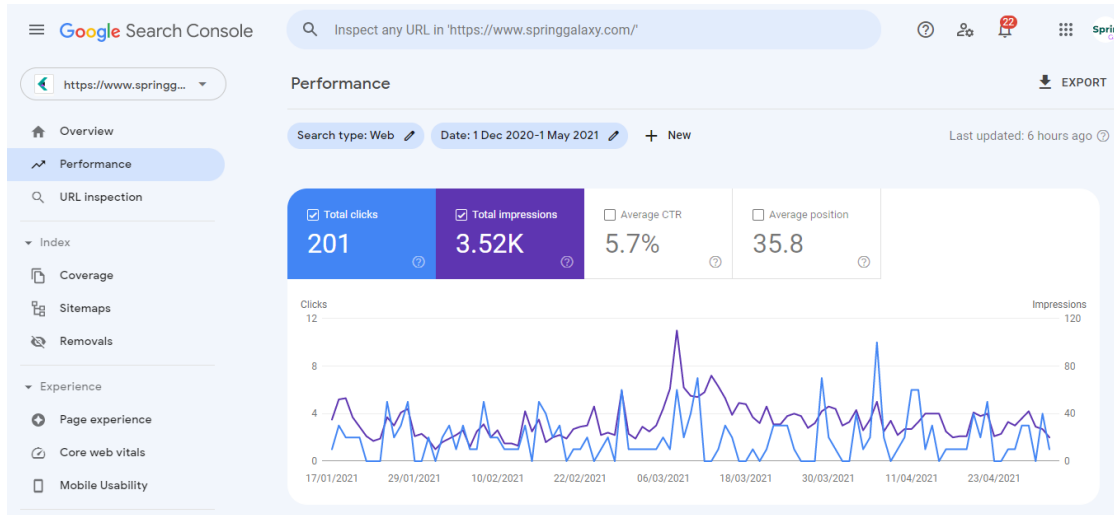 Google Search Console
Inspect any URL in 'https://www.springgalaxy.com/'
22
https://www.springg...
Performance
EXPORT
Overview
Performance
URL inspection
Index
Coverage
Sitemaps
Removals
Experience
Page experience
Core web vitals
Mobile Usability
Search type: Web
Date: 1 Dec 2020-1 May 2021
+ New
Last updated: 6 hours ago
Total clicks
201
Total impressions
3.52K
Average CTR
5.7%
Average position
35.8
Clicks
Impressions
12
8
4
0
120
80
40
0
17/01/2021 29/01/2021 10/02/2021 22/02/2021 06/03/2021 18/03/2021 30/03/2021 11/04/2021 23/04/2021